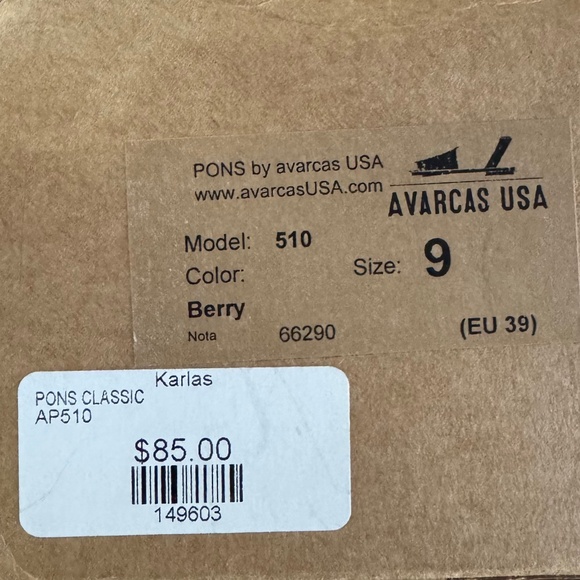 PONS by avarcas USA
www.avarcasUSA.com
AVARCAS USA
Model: 510
Color:
Size: 9
Berry
Nota 66290 (EU 39)
Karlas
PONS CLASSIC
AP510
$85.00
149603